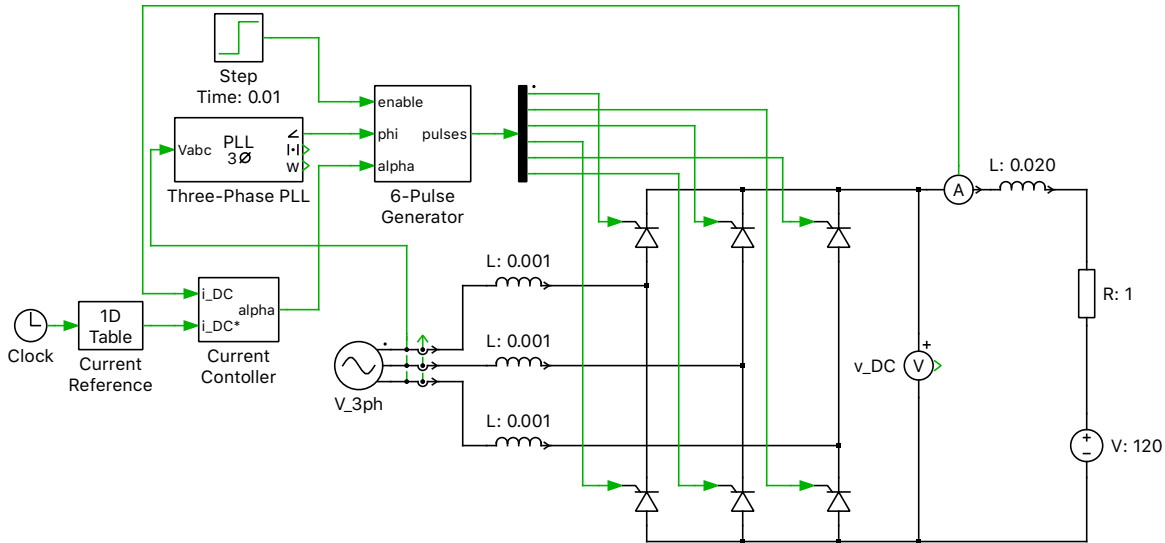 Step
Time: 0.01
enable
phi
alpha
pulses
6-Pulse
Generator
Vabc
PLL
3Ø
∠
|•|
W
Three-Phase PLL
A
L: 0.020
L: 0.001
L: 0.001
L: 0.001
R: 1
i_DC
i_DC*
alpha
Current
Contoller
1D
Table
Current
Reference
Clock
V_3ph
v_DC
V
+
+
−
V: 120